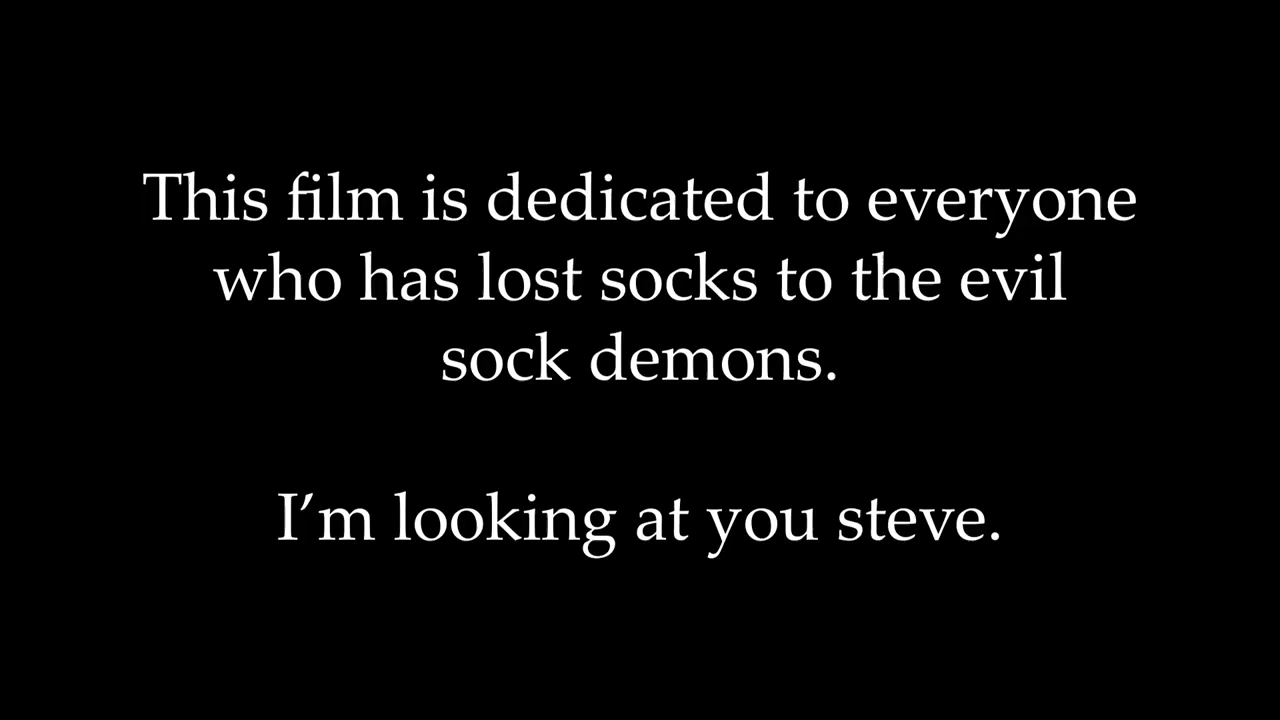 This film is dedicated to everyone
who has lost socks to the evil
sock demons.
I’m looking at you steve.